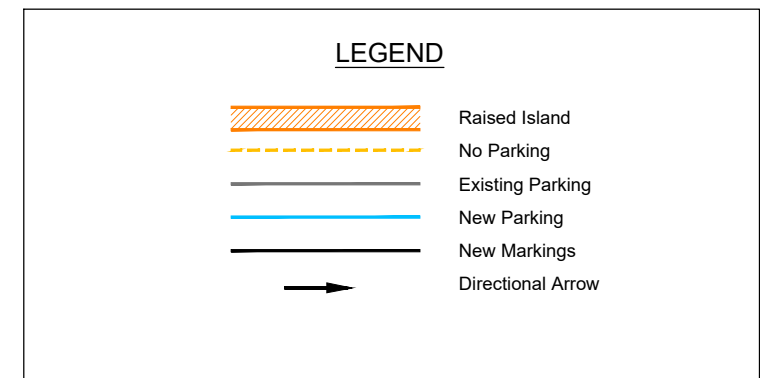 LEGEND
Raised Island
No Parking
Existing Parking
New Parking
New Markings
Directional Arrow